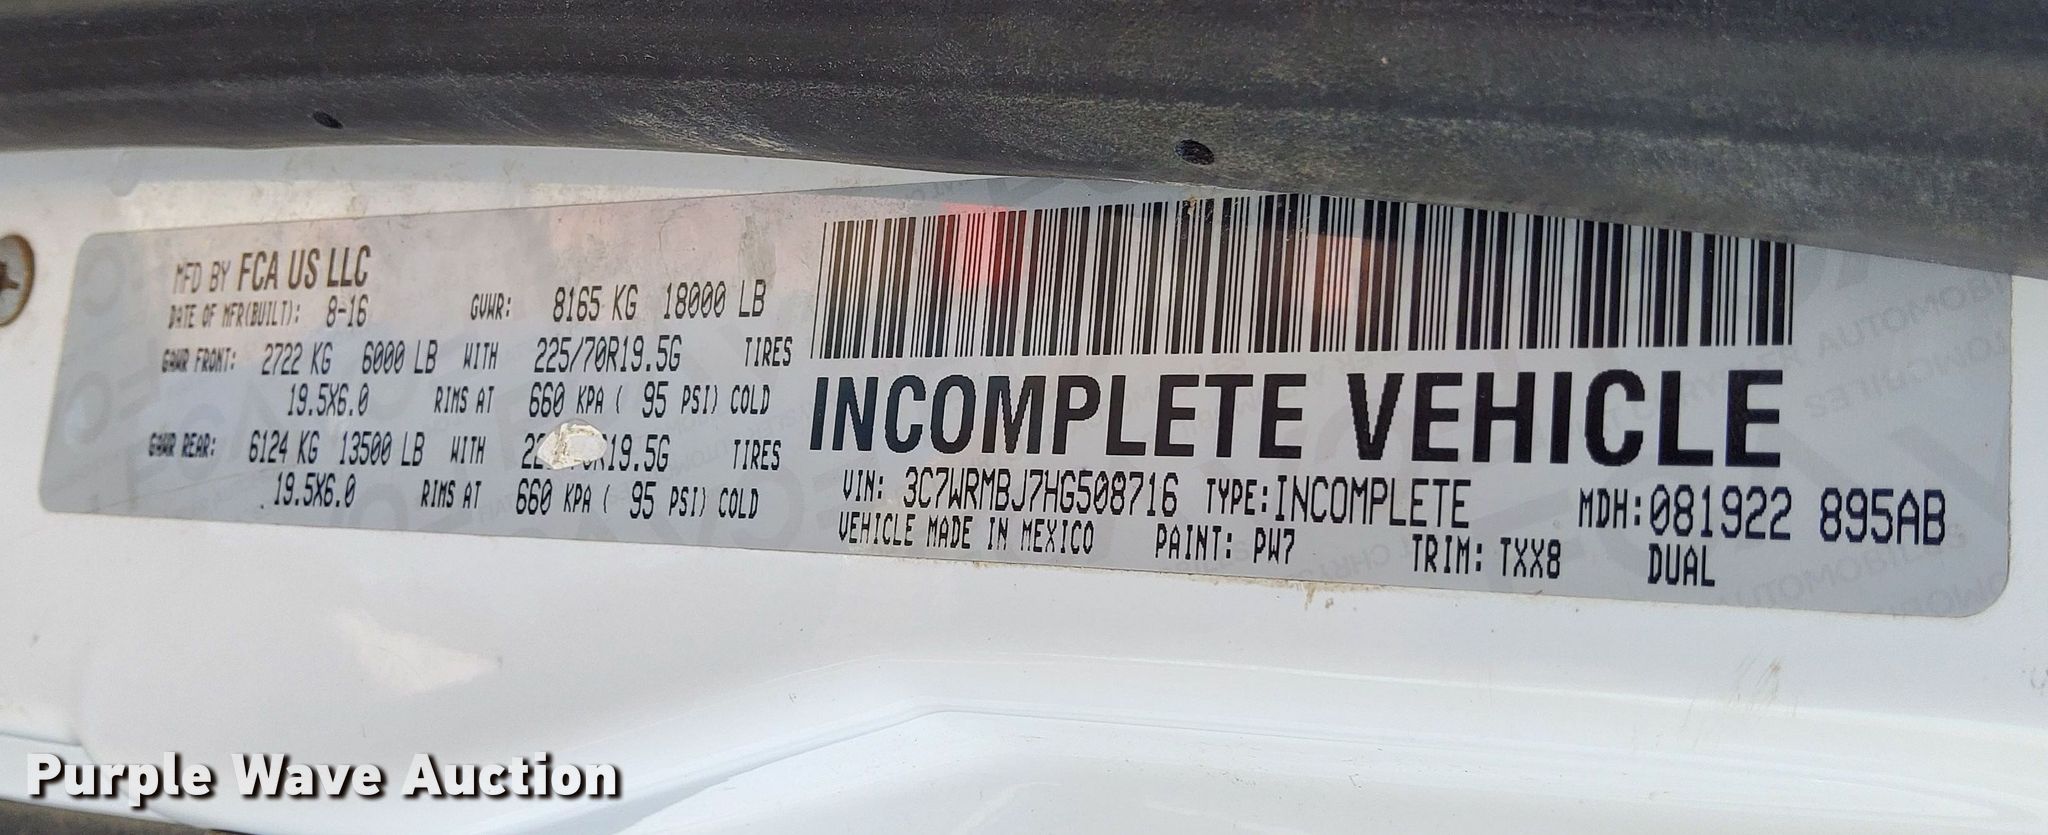 MFD BY FCA US LLC
DATE OF MFR(BUILT): 8-16 GVWR: 8165 KG 18000 LB
GAWR FRONT: 2722 KG 6000 LB WITH 225/70R19.5G TIRES
19.5X6.0 RIMS AT 660 KPA ( 95 PSI) COLD
GAWR REAR: 6124 KG 13500 LB WITH TIRES
19.5X6.0 RIMS AT 660 KPA ( 95 PSI) COLD
INCOMPLETE VEHICLE
VIN: 3C7WRMBJ7HG508716 TYPE: INCOMPLETE MDH: 081922 895AB
VEHICLE MADE IN MEXICO PAINT: PW7 TRIM: TXX8 DUAL
Purple Wave Auction